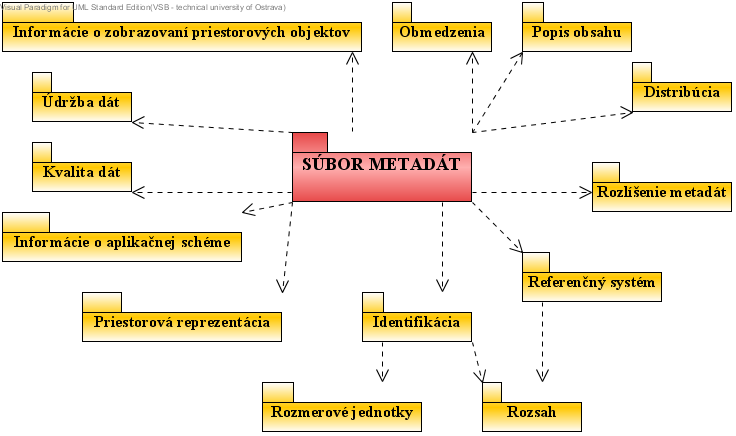 Visual Paradigm for UML Standard Edition(VSB - technical university of Ostrava)
Informácie o zobrazovaní priestorových objektov
Obmedzenia
Popis obsahu
Distribúcia
Údržba dát
SÚBOR METADÁT
Kvalita dát
Rozlíšenie metadát
Informácie o aplikačnej schéme
Referenčný systém
Priestorová reprezentácia
Identifikácia
Rozmerové jednotky
Rozsah